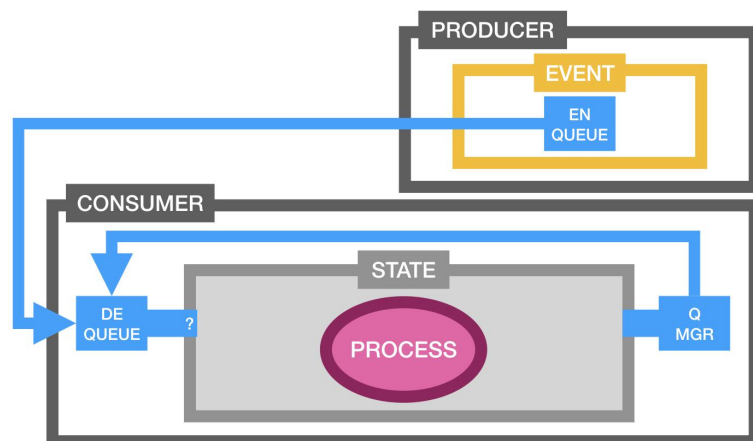 PRODUCER
EVENT
EN
QUEUE
CONSUMER
STATE
DE
QUEUE
?
PROCESS
Q
MGR